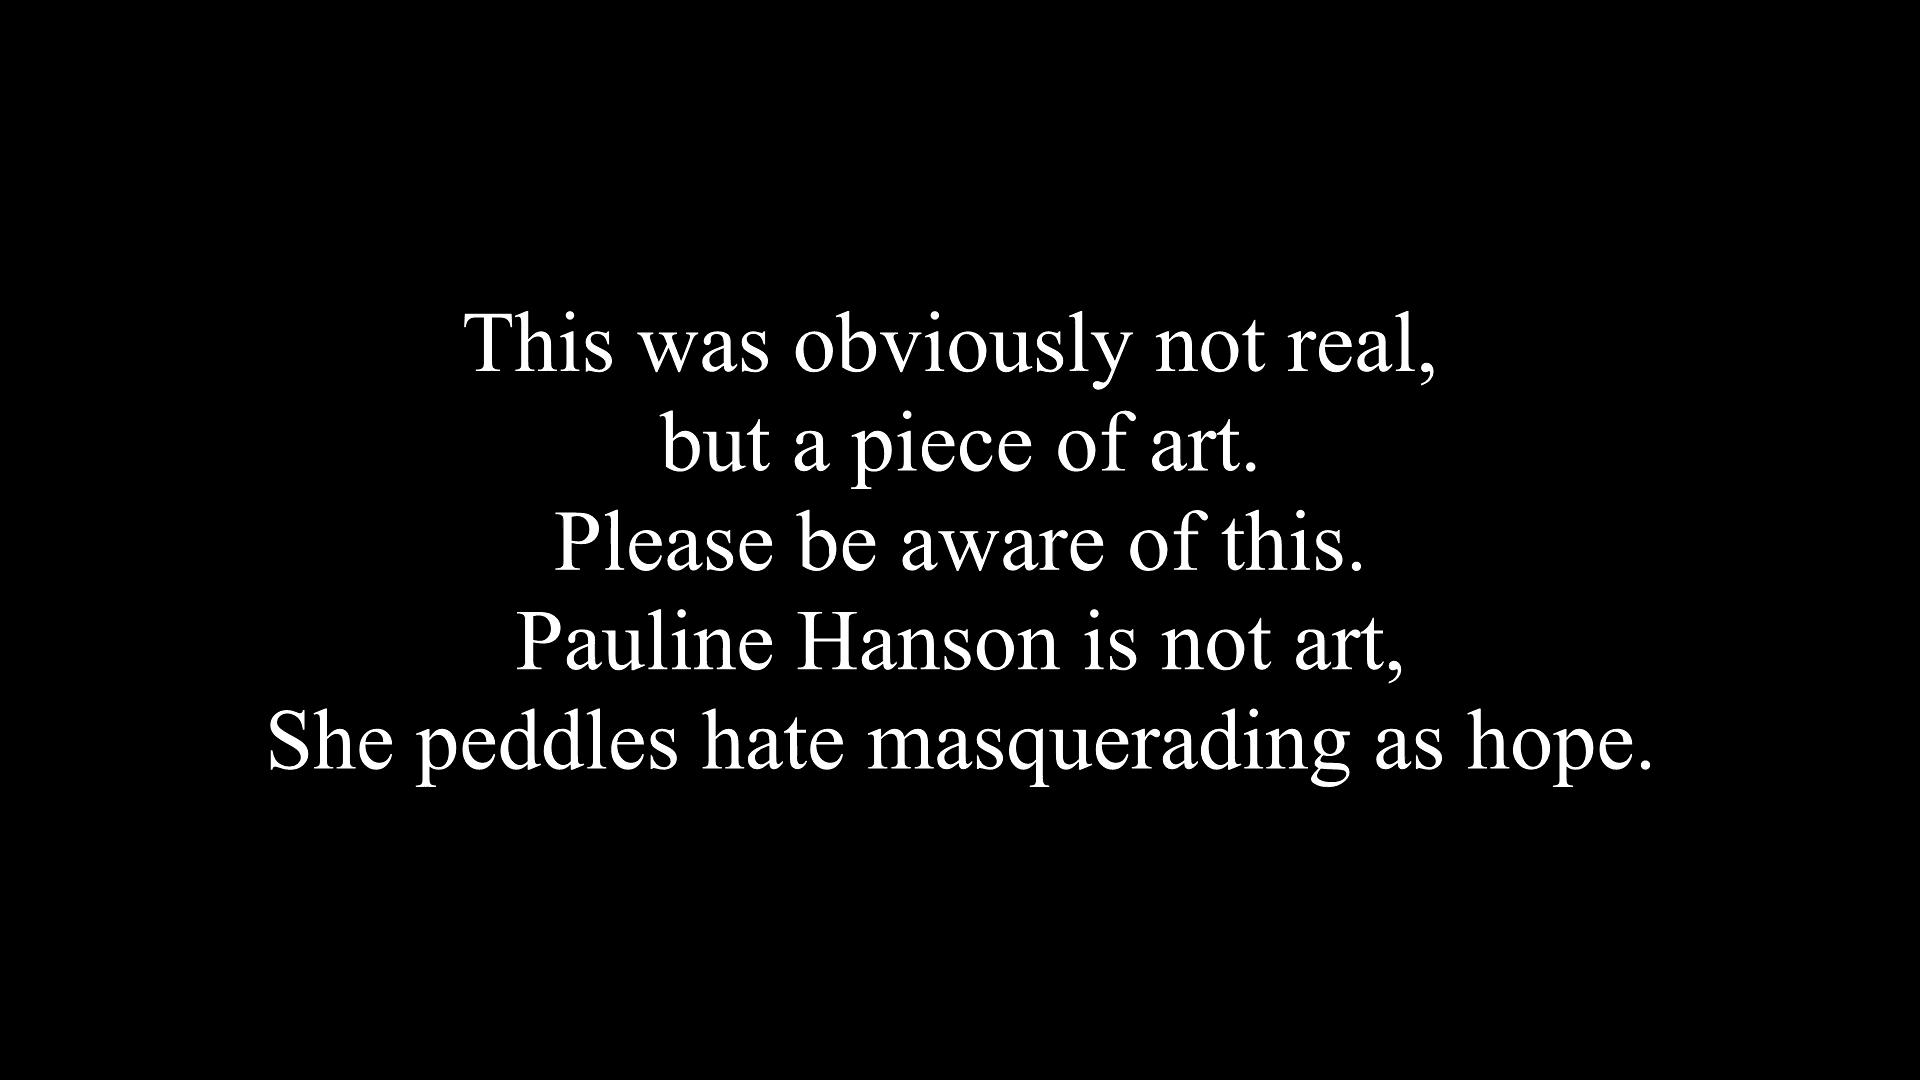 This was obviously not real,
but a piece of art.
Please be aware of this.
Pauline Hanson is not art,
She peddles hate masquerading as hope.